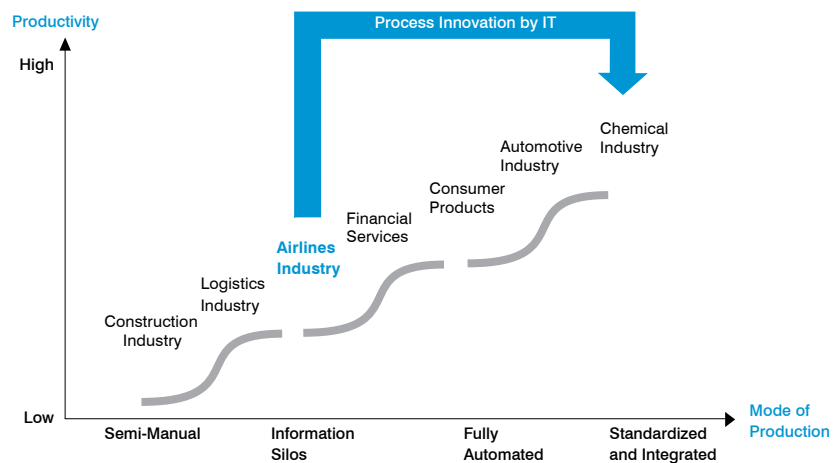 Productivity
Process Innovation by IT
High
Chemical
Industry
Automotive
Industry
Consumer
Products
Financial
Services
Airlines
Industry
Logistics
Industry
Construction
Industry
Low
Mode of
Production
Semi-Manual
Information
Silos
Fully
Automated
Standardized
and Integrated